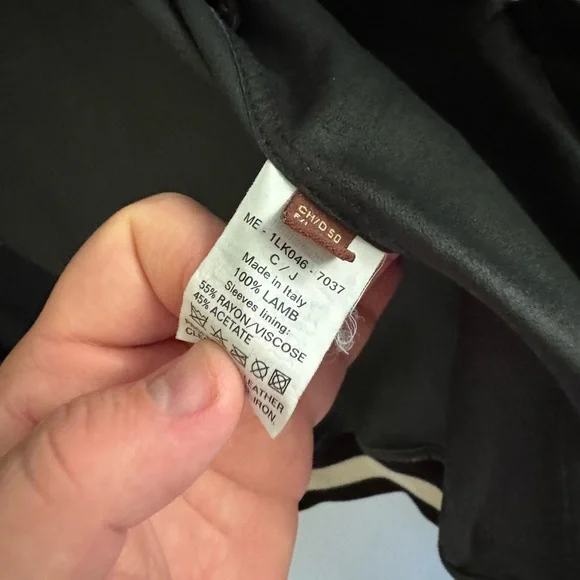 CH/D 50
ME - 1LK046 - 7037
C / J
Made in Italy
100% LAMB
Sleeves lining:
55% RAYON/VISCOSE
45% ACETATE
LEATHER
IRON.